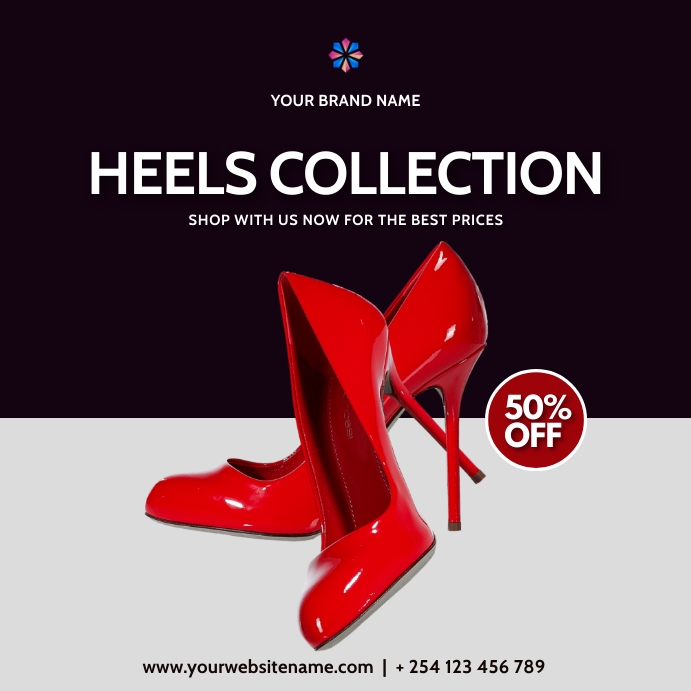 YOUR BRAND NAME
HEELS COLLECTION
SHOP WITH US NOW FOR THE BEST PRICES
50%
OFF
www.yourwebsitename.com | + 254 123 456 789